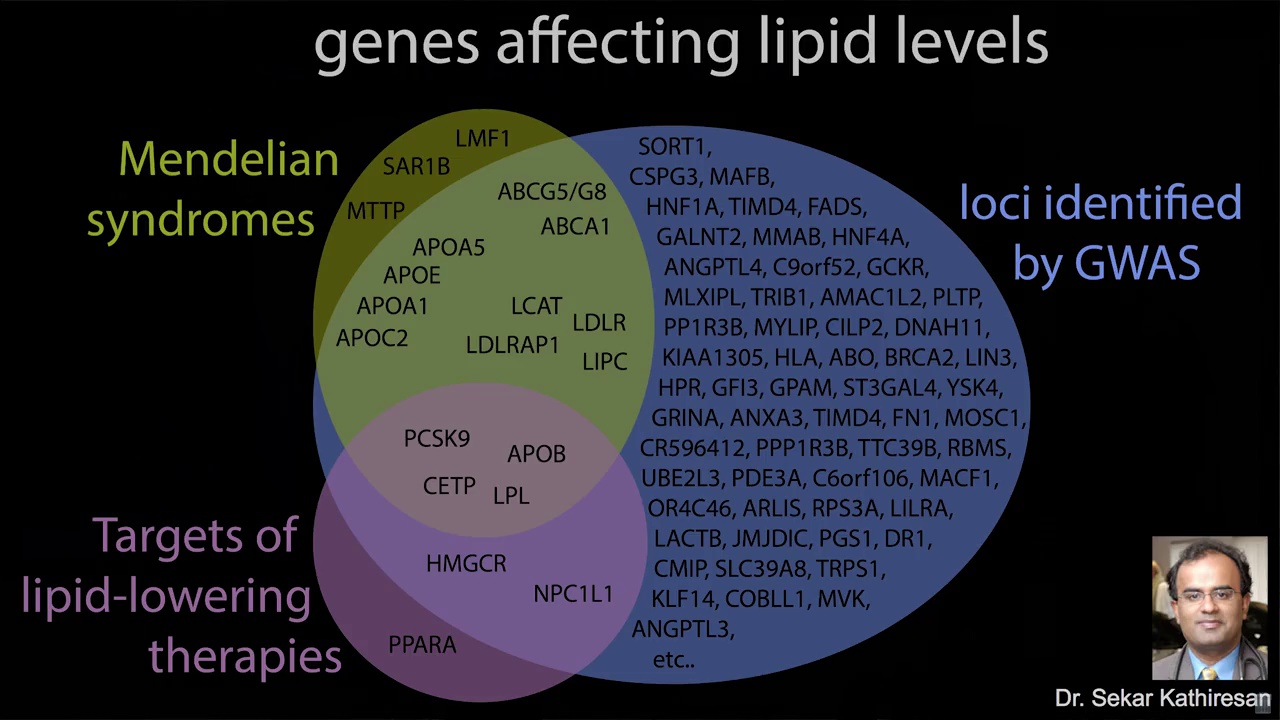 genes affecting lipid levels
Mendelian
syndromes
LMF1
SAR1B
MTTP
ABCG5/G8
ABCA1
APOA5
APOE
APOA1
APOC2
LCAT
LDLR
LDLRAP1
LIPC
PCSK9
APOB
CETP
LPL
HMGCR
NPC1L1
PPARA
Targets of
lipid-lowering
therapies
loci identified
by GWAS
SORT1,
CSPG3, MAFB,
HNF1A, TIMD4, FADS,
GALNT2, MMAB, HNF4A,
ANGPTL4, C9orf52, GCKR,
MLXIPL, TRIB1, AMAC1L2, PLTP,
PP1R3B, MYLIP, CILP2, DNAH11,
KIAA1305, HLA, ABO, BRCA2, LIN3,
HPR, GFI3, GPAM, ST3GAL4, YSK4,
GRINA, ANXA3, TIMD4, FN1, MOSC1,
CR596412, PPP1R3B, TTC39B, RBMS,
UBE2L3, PDE3A, C6orf106, MACF1,
OR4C46, ARLIS, RPS3A, LILRA,
LACTB, JMJDIC, PGS1, DR1,
CMIP, SLC39A8, TRPS1,
KLF14, COBLL1, MVK,
ANGPTL3,
etc..
Dr. Sekar Kathiresan